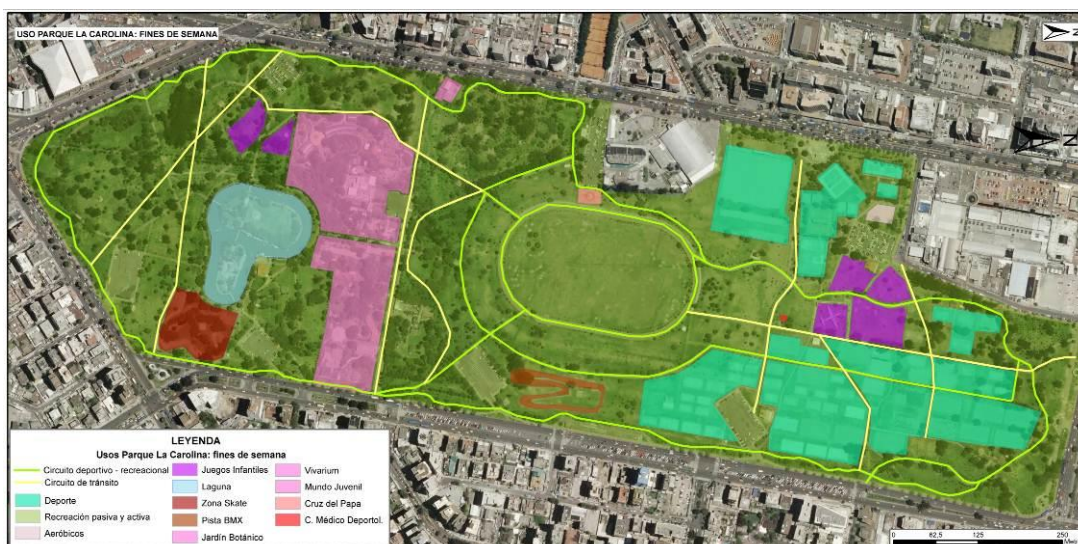 USO PARQUE LA CAROLINA: FINES DE SEMANA
N
N
LEYENDA
Usos Parque La Carolina: fines de semana
Circuito deportivo - recreacional
Circuito de tránsito
Deporte
Recreación pasiva y activa
Aeróbicos
Juegos Infantiles
Laguna
Zona Skate
Pista BMX
Jardín Botánico
Vivarium
Mundo Juvenil
Cruz del Papa
C. Médico Deportol.
0 62,5 125 250